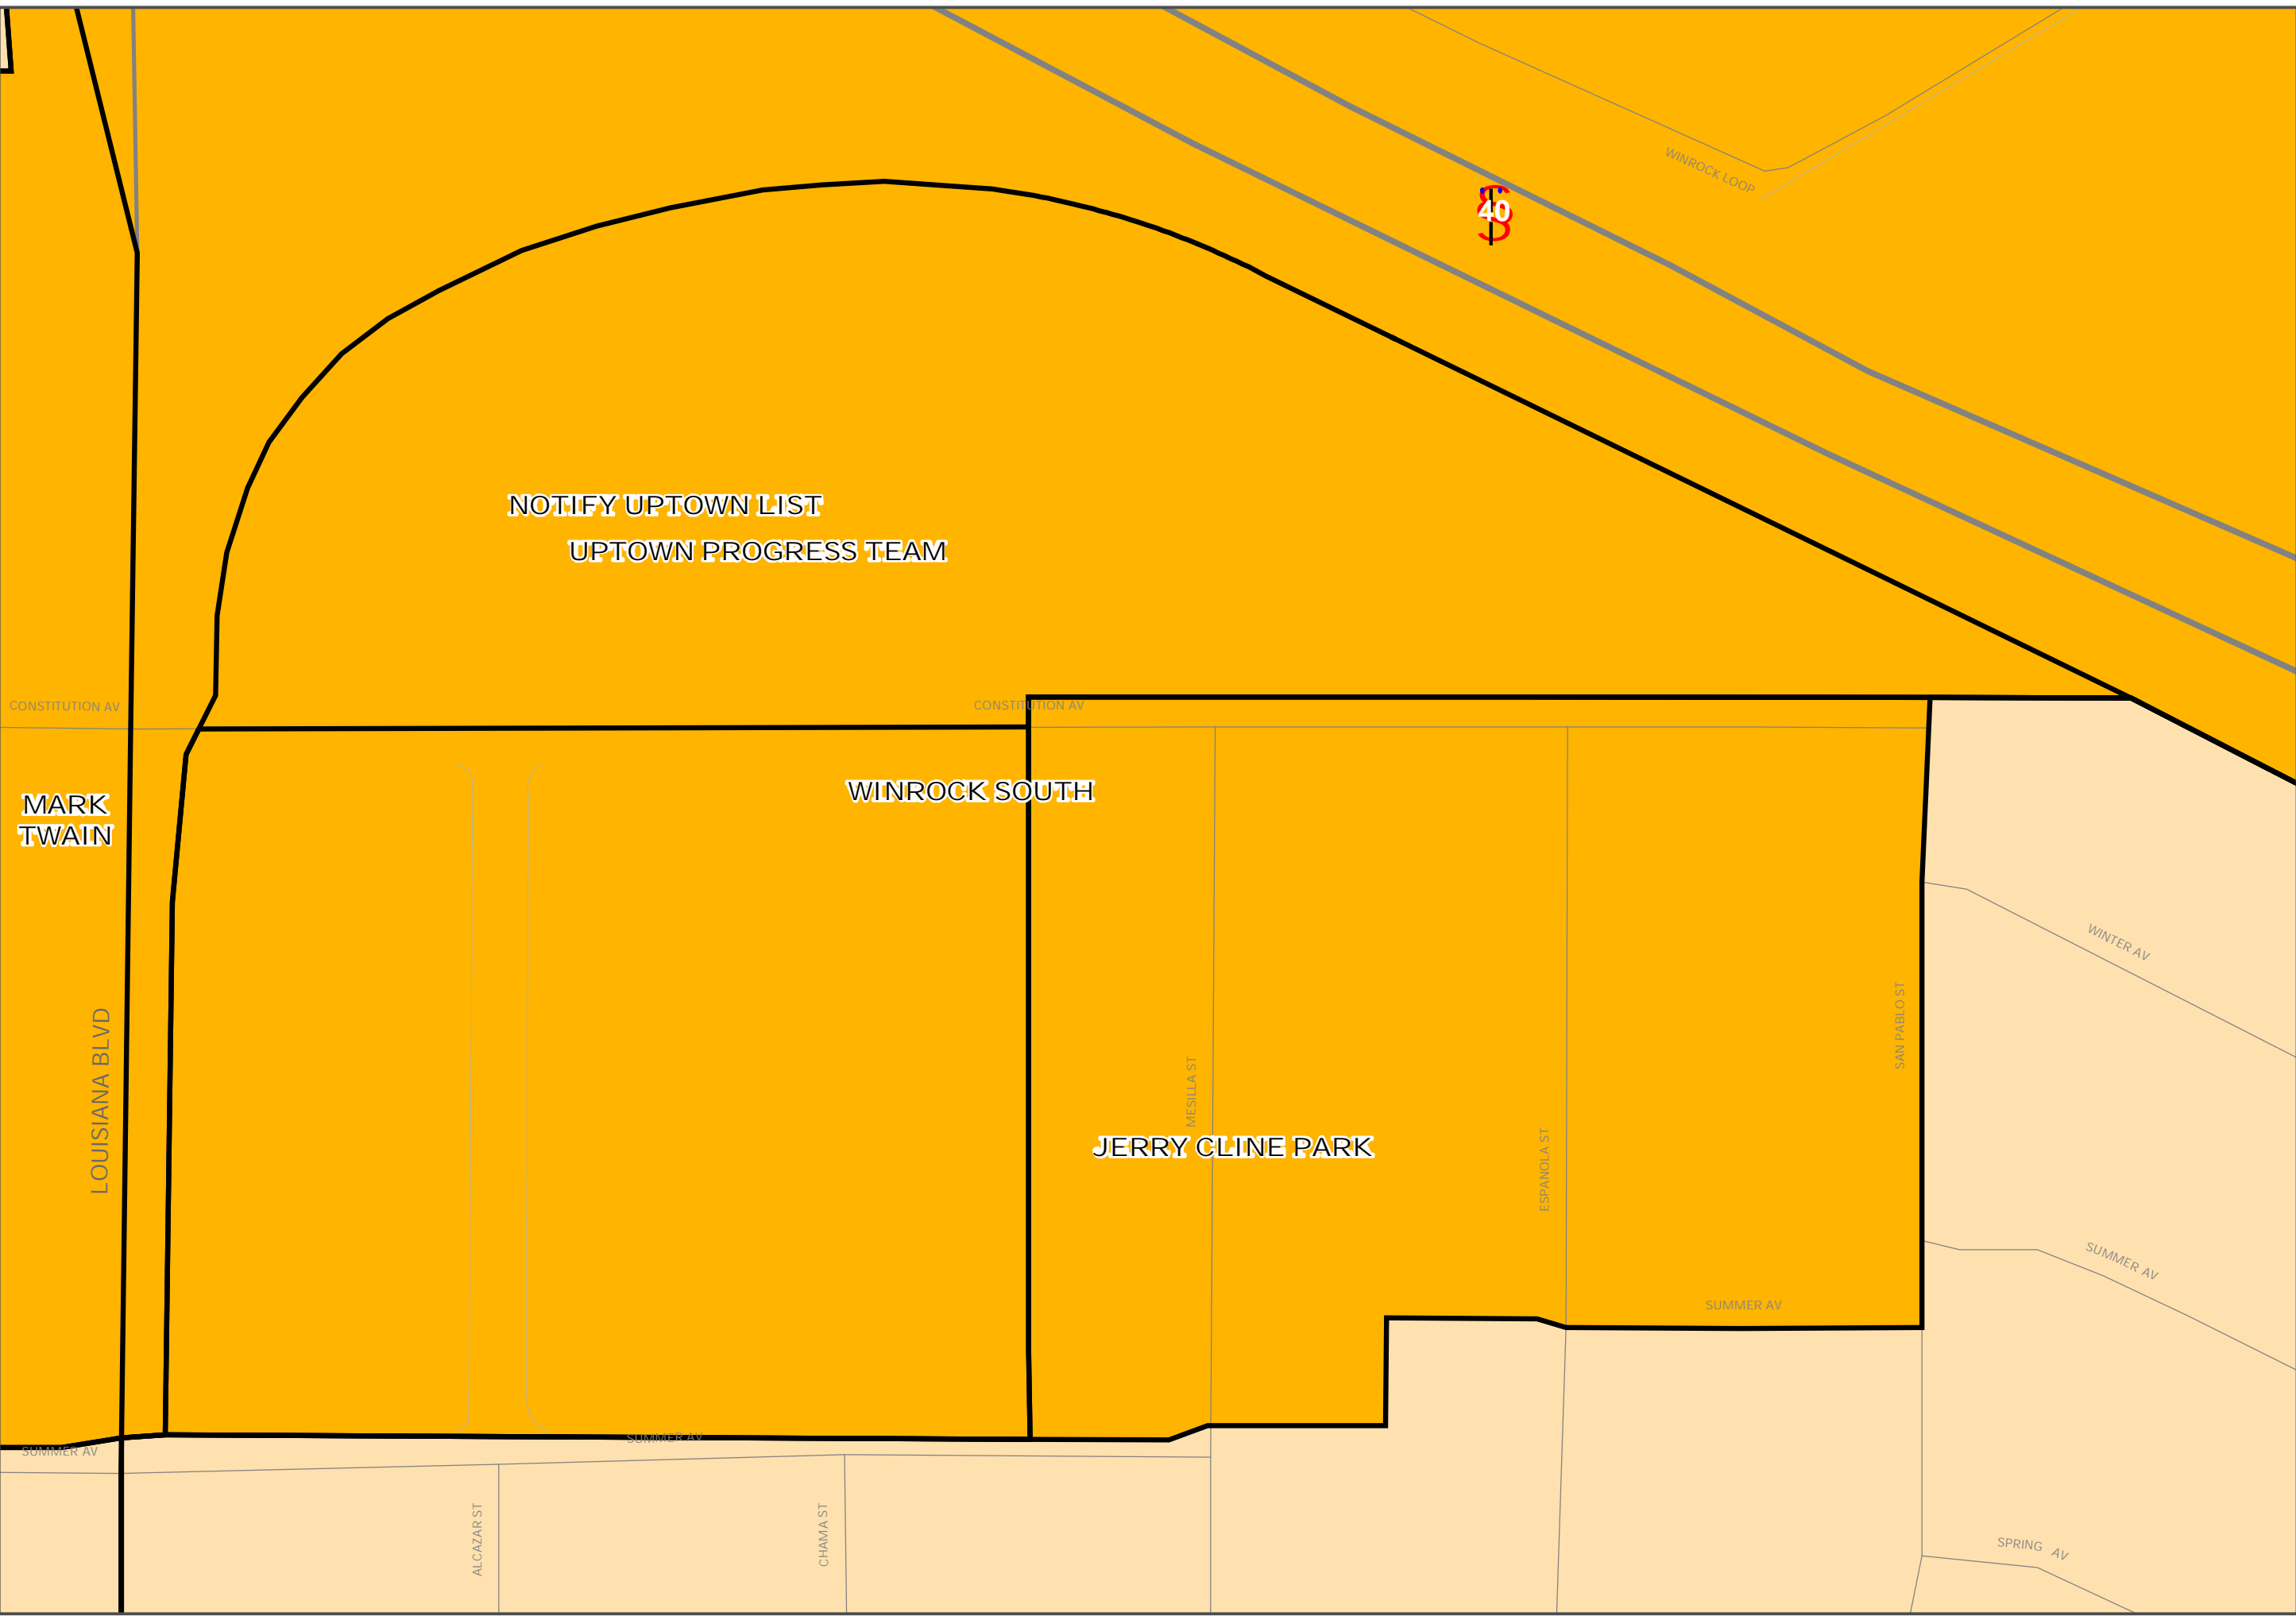 WINROCK LOOP
40
NOTIFY UPTOWN LIST
UPTOWN PROGRESS TEAM
CONSTITUTION AV
CONSTITUTION AV
WINROCK SOUTH
MARK
TWAIN
WINTER AV
SAN PABLO ST
LOUISIANA BLVD
MESILLA ST
JERRY CLINE PARK
ESPANOLA ST
SUMMER AV
SUMMER AV
SUMMER AV
SUMMER AV
ALCAZAR ST
CHAMA ST
SPRING AV